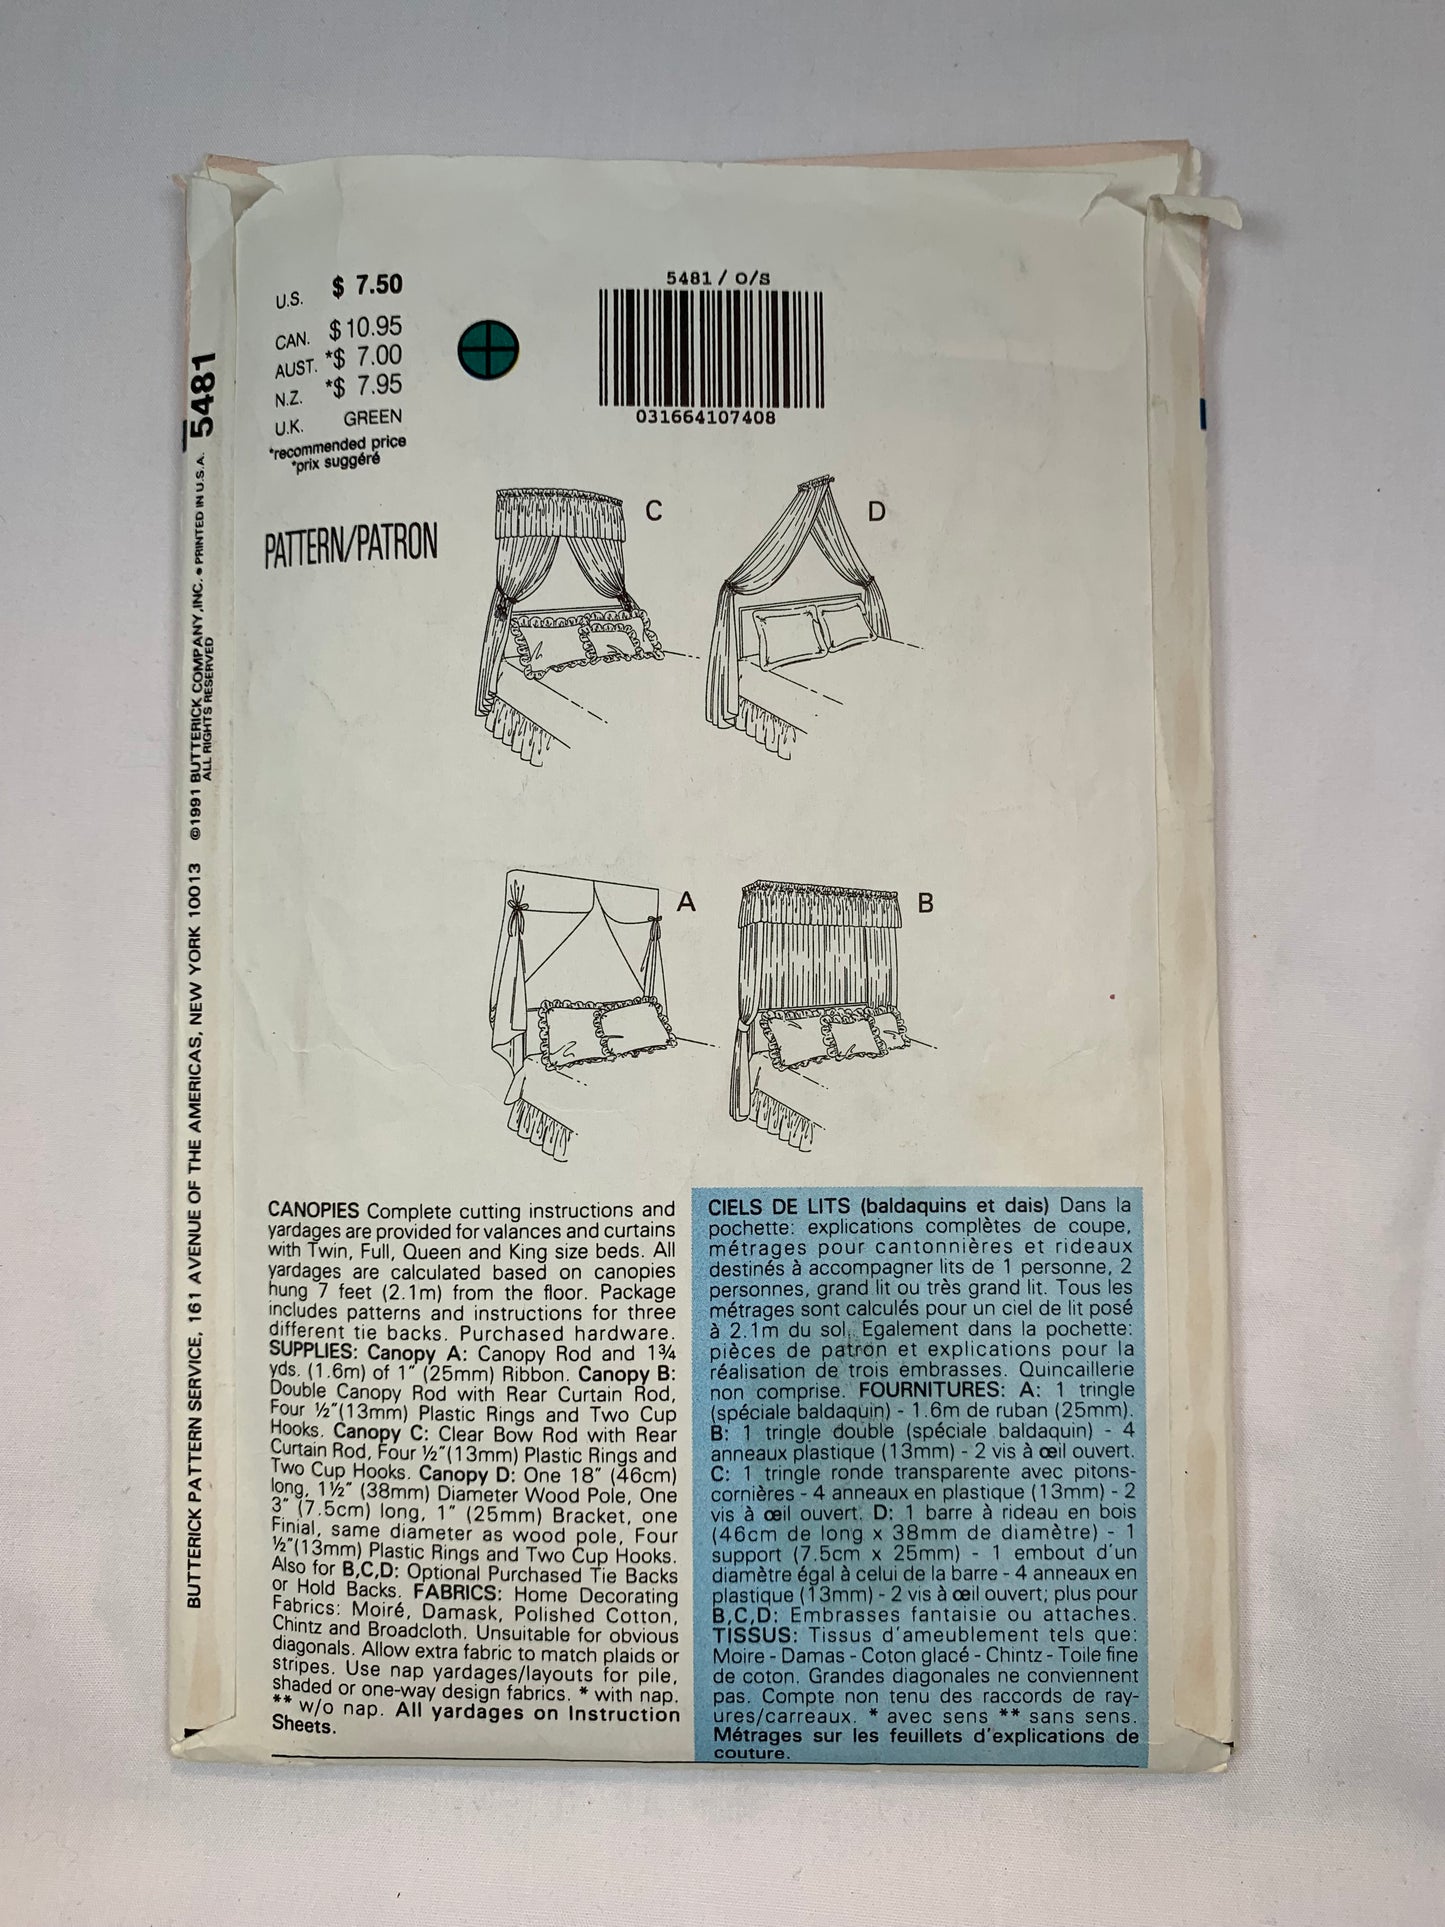 U.S. $ 7.50
CAN. $10.95
AUST. *$ 7.00
N.Z. *$ 7.95
U.K. GREEN
*recommended price
*prix suggéré
5481 / O/S
031664107408
PATTERN/PATRON
C
D
A
B
5481
BUTTERICK PATTERN SERVICE, 161 AVENUE OF THE AMERICAS, NEW YORK 10013 ©1991 BUTTERICK COMPANY, INC. • PRINTED IN U.S.A.
ALL RIGHTS RESERVED
CANOPIES Complete cutting instructions and
yardages are provided for valances and curtains
with Twin, Full, Queen and King size beds. All
yardages are calculated based on canopies
hung 7 feet (2.1m) from the floor. Package
includes patterns and instructions for three
different tie backs. Purchased hardware.
SUPPLIES: Canopy A: Canopy Rod and 1¾
yds. (1.6m) of 1" (25mm) Ribbon. Canopy B:
Double Canopy Rod with Rear Curtain Rod,
Four ½"(13mm) Plastic Rings and Two Cup
Hooks. Canopy C: Clear Bow Rod with Rear
Curtain Rod, Four ½"(13mm) Plastic Rings and
Two Cup Hooks. Canopy D: One 18" (46cm)
long, 1½" (38mm) Diameter Wood Pole, One
3" (7.5cm) long, 1" (25mm) Bracket, one
Finial, same diameter as wood pole, Four
½"(13mm) Plastic Rings and Two Cup Hooks.
Also for B,C,D: Optional Purchased Tie Backs
or Hold Backs. FABRICS: Home Decorating
Fabrics: Moiré, Damask, Polished Cotton,
Chintz and Broadcloth. Unsuitable for obvious
diagonals. Allow extra fabric to match plaids or
stripes. Use nap yardages/layouts for pile,
shaded or one-way design fabrics. * with nap.
** w/o nap. All yardages on Instruction
Sheets.
CIELS DE LITS (baldaquins et dais) Dans la
pochette: explications complètes de coupe,
métrages pour cantonnières et rideaux
destinés à accompagner lits de 1 personne, 2
personnes, grand lit ou très grand lit. Tous les
métrages sont calculés pour un ciel de lit posé
à 2.1m du sol. Egalement dans la pochette:
pièces de patron et explications pour la
réalisation de trois embrasses. Quincaillerie
non comprise. FOURNITURES: A: 1 tringle
(spéciale baldaquin) - 1.6m de ruban (25mm).
B: 1 tringle double (spéciale baldaquin) - 4
anneaux plastique (13mm) - 2 vis à œil ouvert.
C: 1 tringle ronde transparente avec pitons-
cornières - 4 anneaux en plastique (13mm) - 2
vis à œil ouvert. D: 1 barre à rideau en bois
(46cm de long x 38mm de diamètre) - 1
support (7.5cm x 25mm) - 1 embout d'un
diamètre égal à celui de la barre - 4 anneaux en
plastique (13mm) - 2 vis à œil ouvert; plus pour
B,C,D: Embrasses fantaisie ou attaches.
TISSUS: Tissus d'ameublement tels que:
Moire - Damas - Coton glacé - Chintz - Toile fine
de coton. Grandes diagonales ne conviennent
pas. Compte non tenu des raccords de ray-
ures/carreaux. * avec sens ** sans sens.
Métrages sur les feuillets d'explications de
couture.